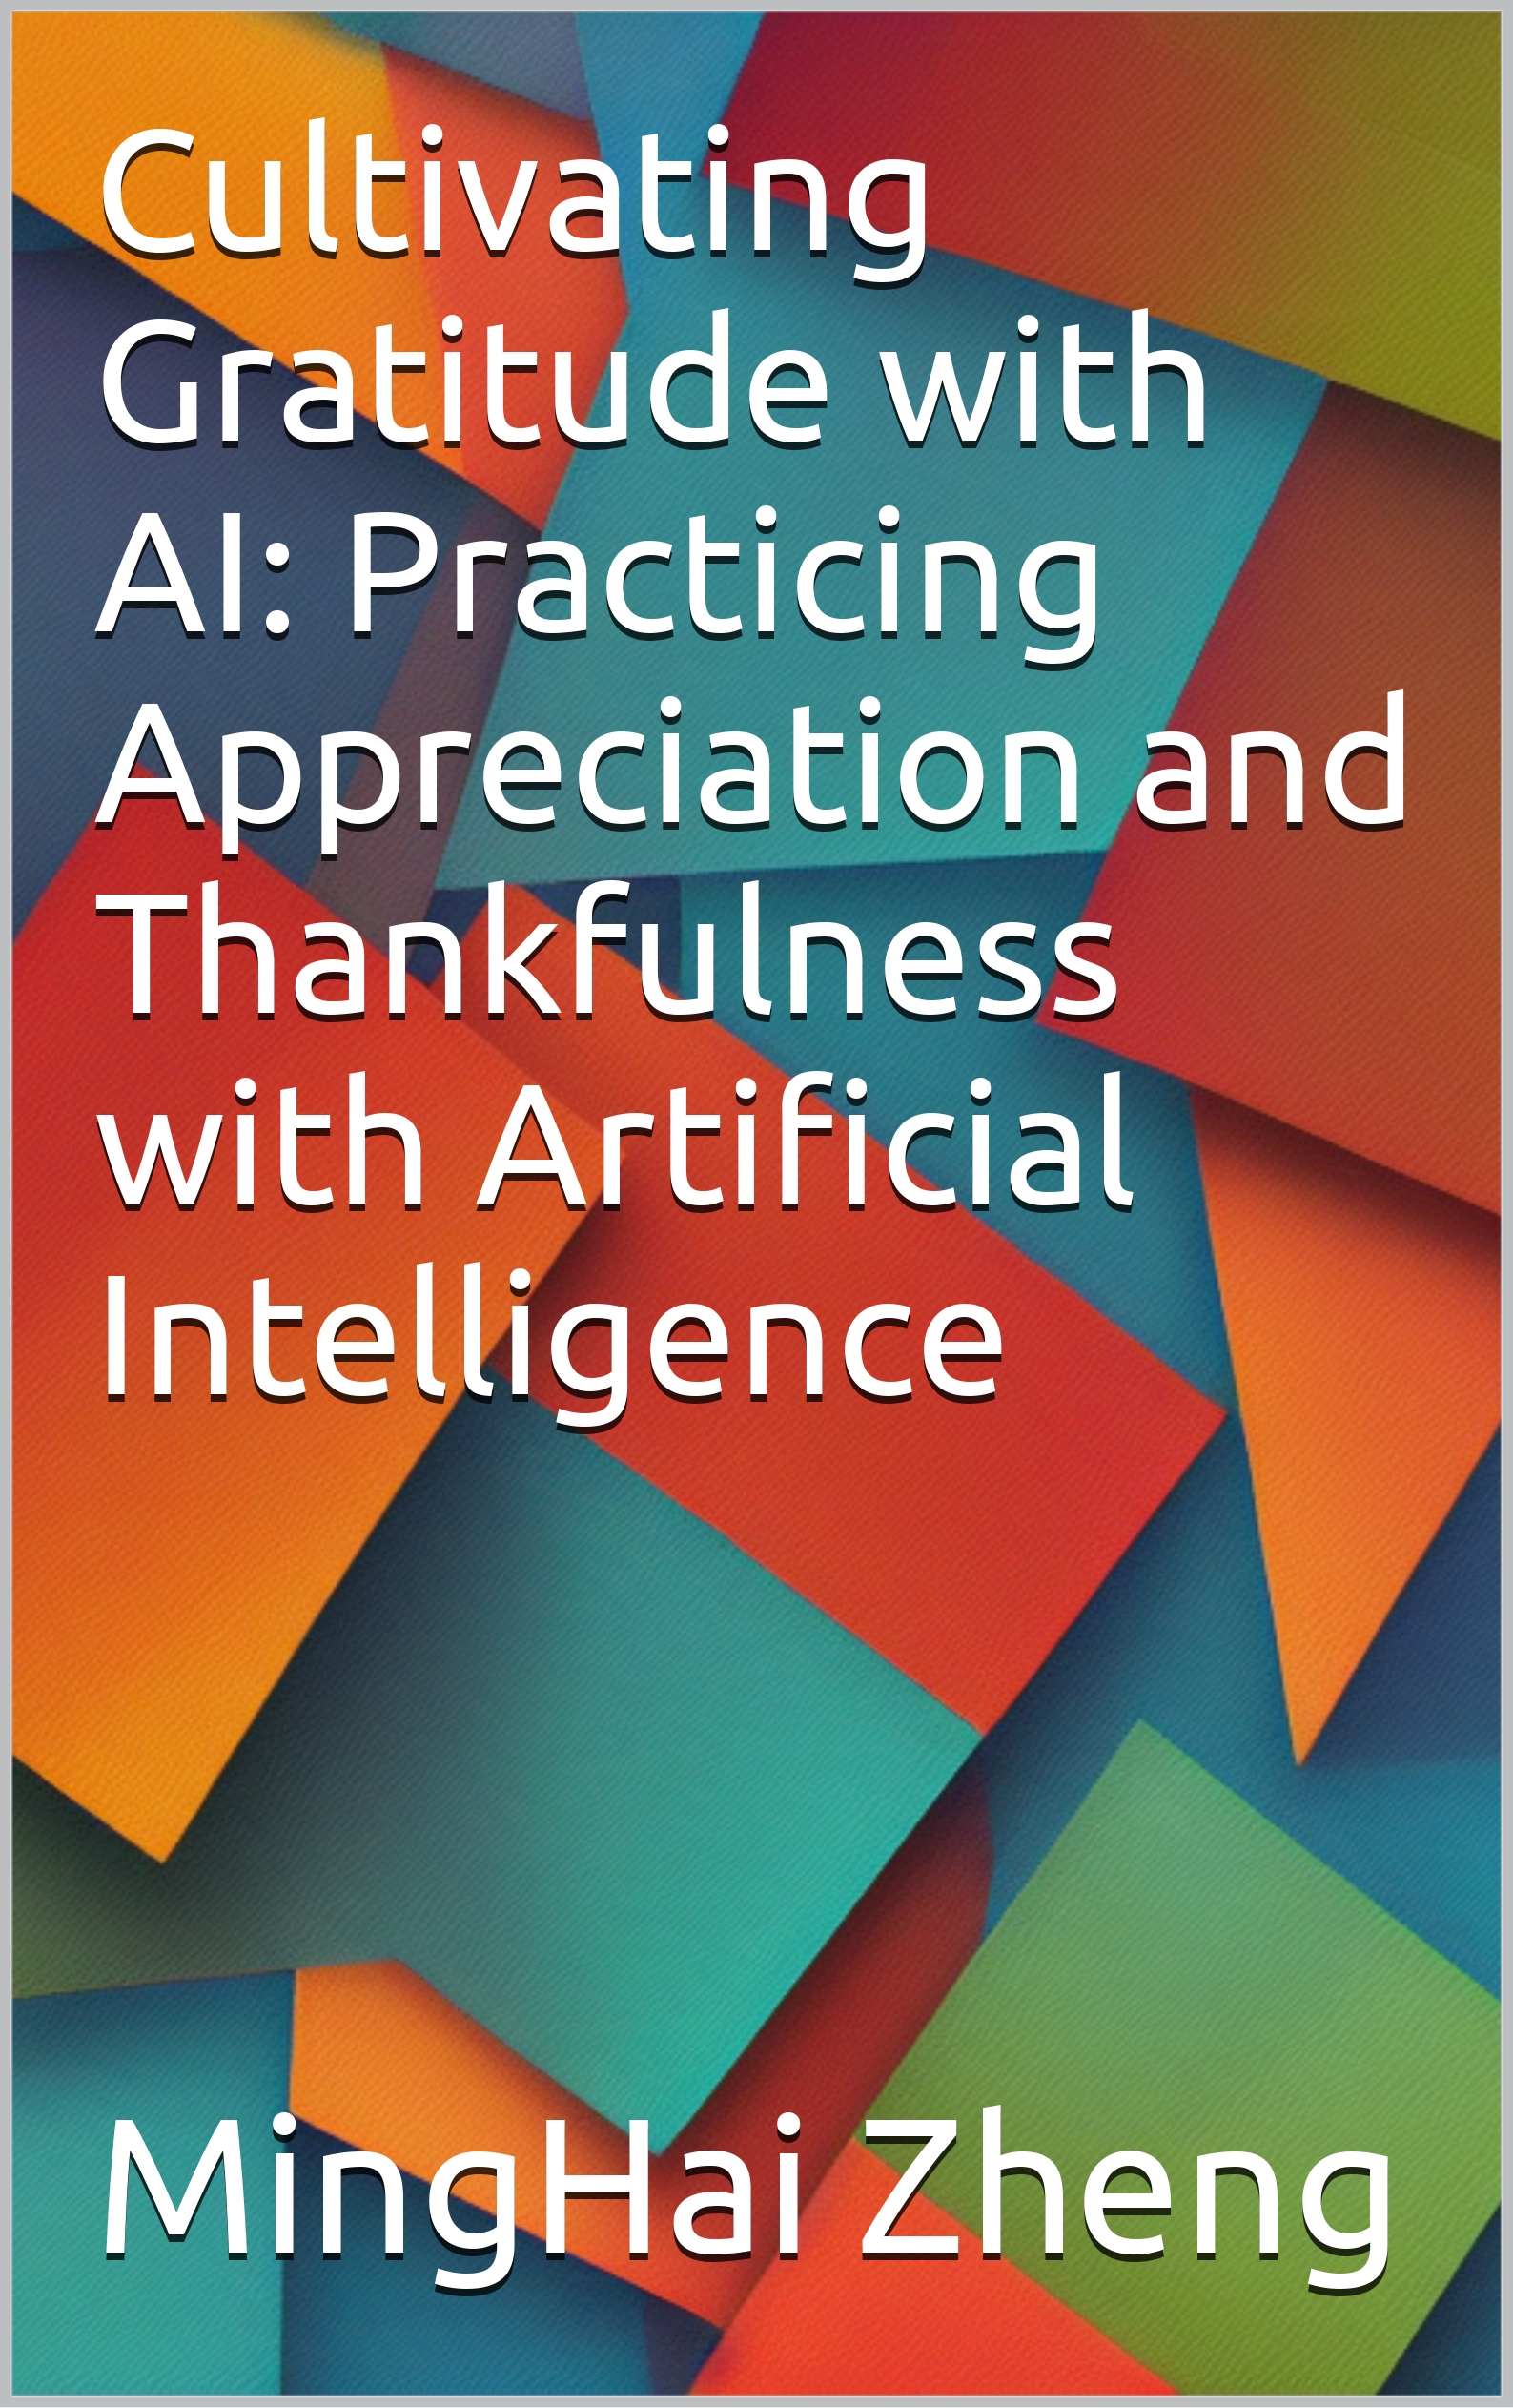 Cultivating
Gratitude with
AI: Practicing
Appreciation and
Thankfulness
with Artificial
Intelligence
MingHai Zheng